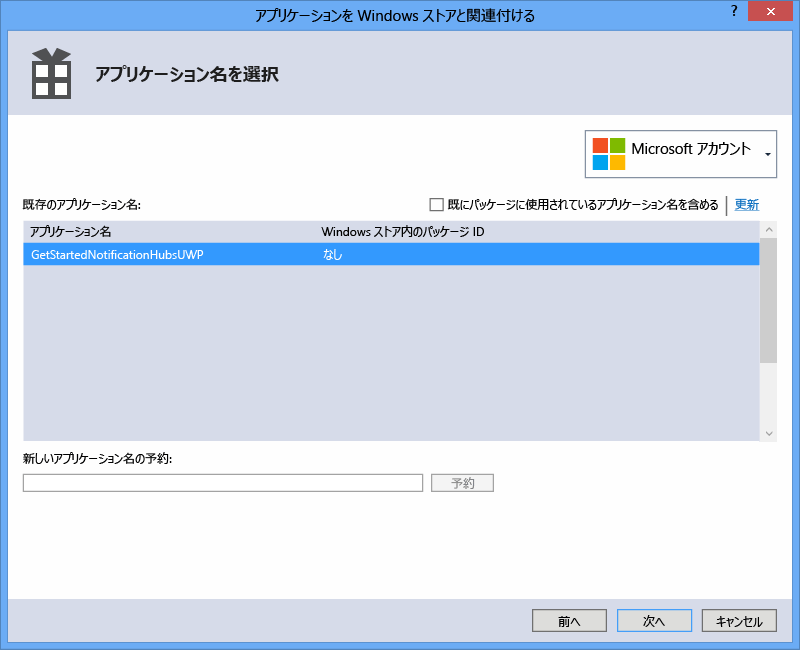 アプリケーションを Windows ストアと関連付ける
?
アプリケーション名を選択
Microsoft アカウント
既存のアプリケーション名:
既にパッケージに使用されているアプリケーション名を含める
更新
アプリケーション名 Windows ストア内のパッケージ ID
GetStartedNotificationHubsUWP なし
新しいアプリケーション名の予約:
予約
前へ 次へ キャンセル